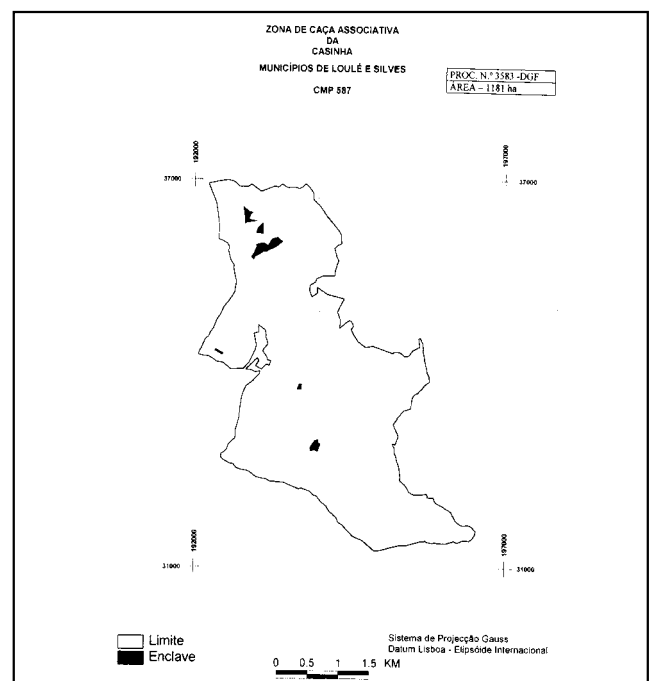 ZONA DE CAÇA ASSOCIATIVA
DA
CASINHA
MUNICÍPIOS DE LOULÉ E SILVES
CMP 587
PROC. N.º 3583 -DGF
ÁREA – 1181 ha
192000
197000
37000
37000
192000
197000
31000
31000
Limite
Enclave
Sistema de Projecção Gauss
Datum Lisboa - Elipsóide Internacional
0 0.5 1 1.5 KM